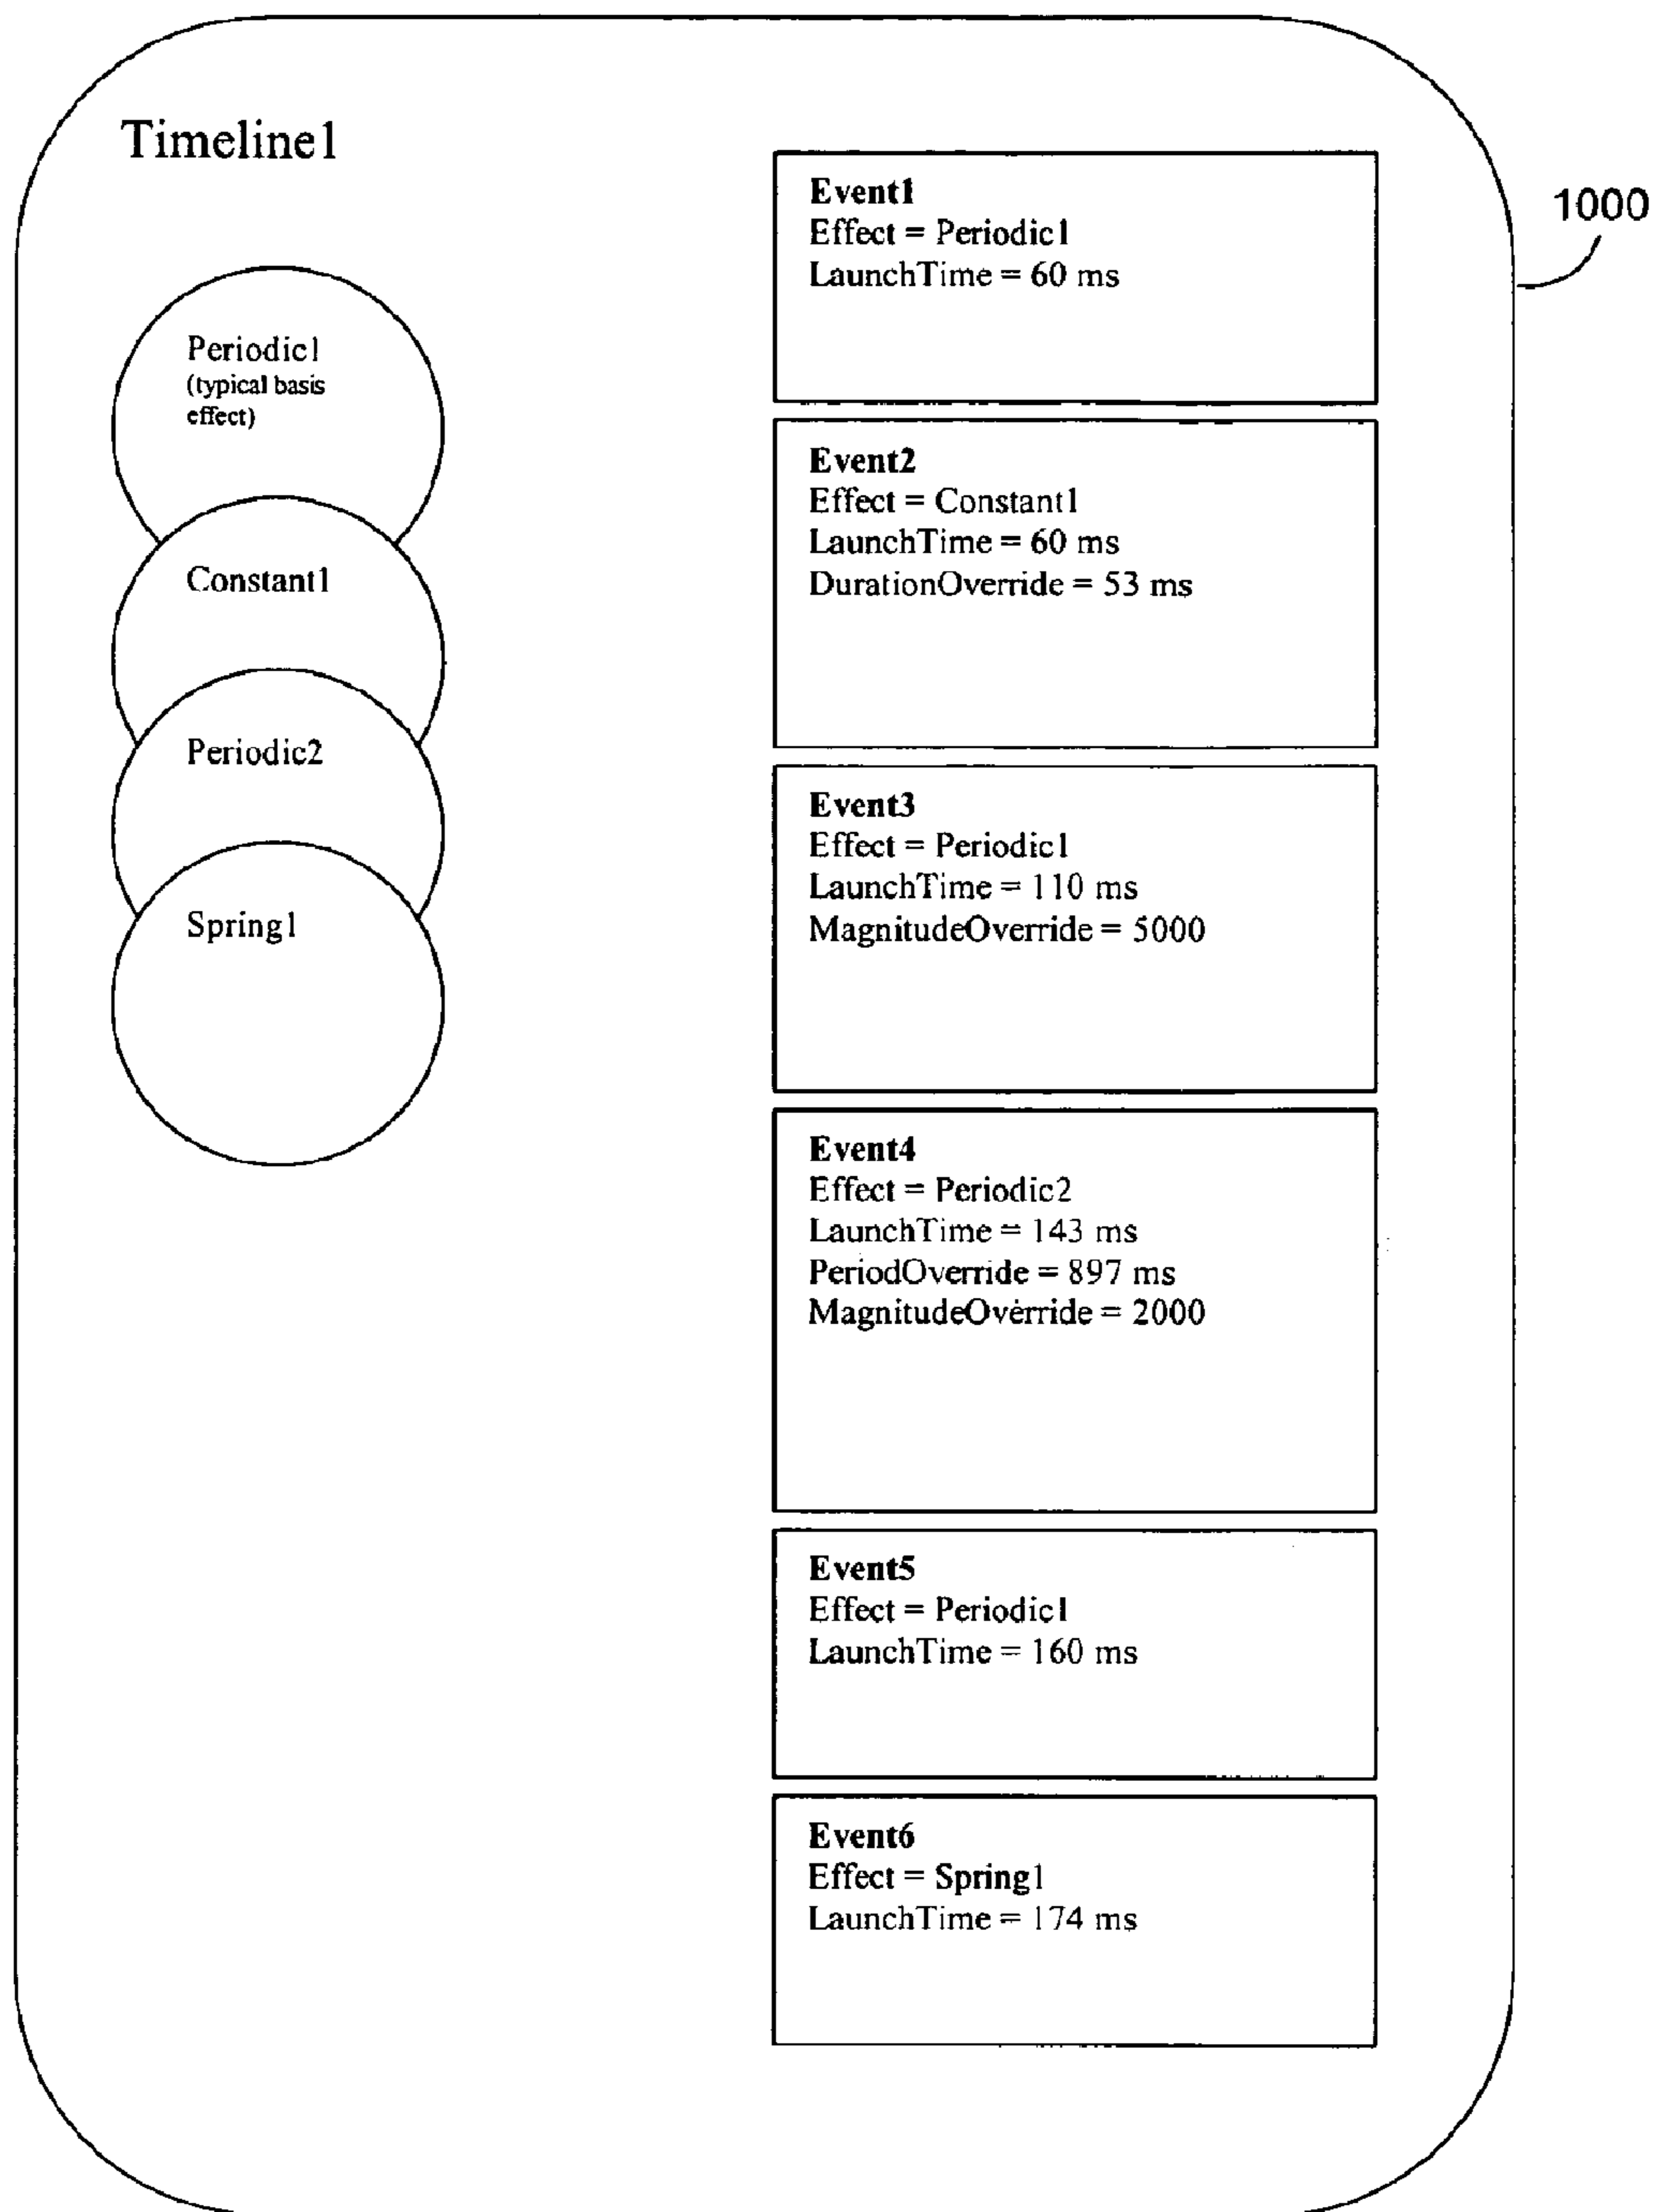 Timeline1
1000
Periodic1
(typical basis
effect)
Constant1
Periodic2
Spring1
Event1
Effect = Periodic1
LaunchTime = 60 ms
Event2
Effect = Constant1
LaunchTime = 60 ms
DurationOverride = 53 ms
Event3
Effect = Periodic1
LaunchTime = 110 ms
MagnitudeOverride = 5000
Event4
Effect = Periodic2
LaunchTime = 143 ms
PeriodOverride = 897 ms
MagnitudeOverride = 2000
Event5
Effect = Periodic1
LaunchTime = 160 ms
Event6
Effect = Spring1
LaunchTime = 174 ms